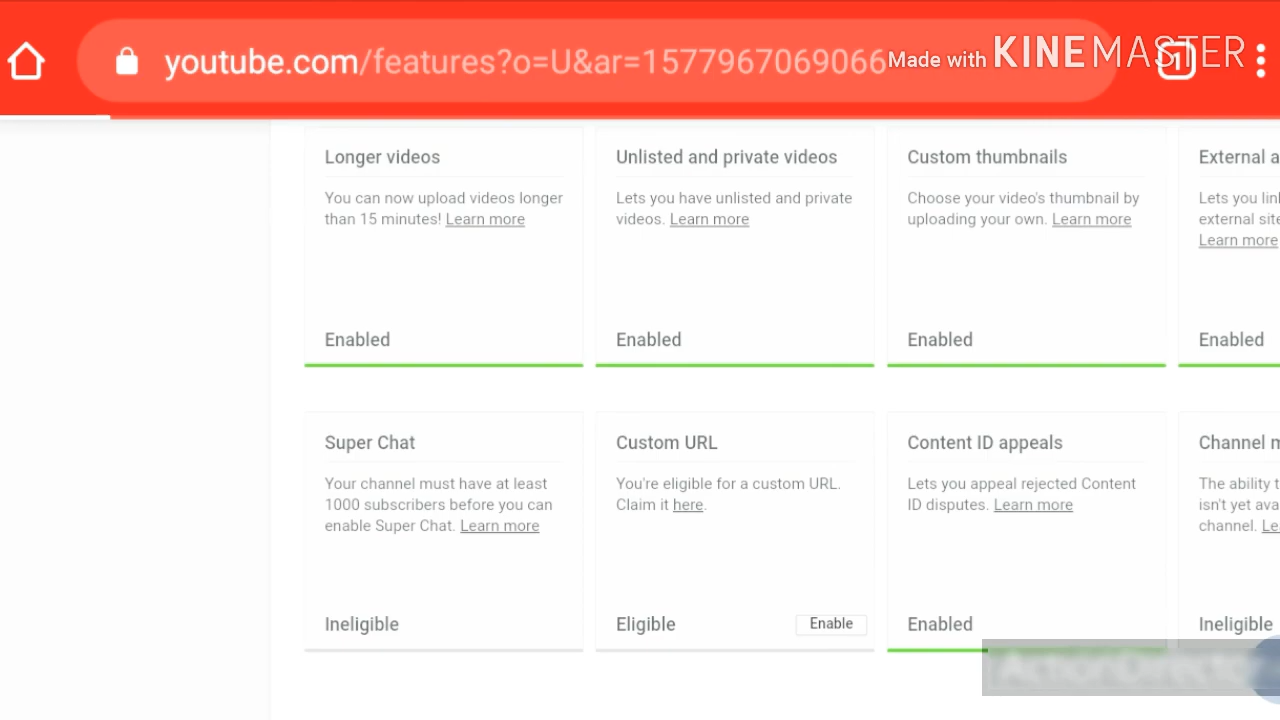 youtube.com/features?o=U&ar=1577967069066
Made with KINEMASTER
1
Longer videos
You can now upload videos longer
than 15 minutes! Learn more
Enabled
Unlisted and private videos
Lets you have unlisted and private
videos. Learn more
Enabled
Custom thumbnails
Choose your video's thumbnail by
uploading your own. Learn more
Enabled
External a
Lets you lin
external site
Learn more
Enabled
Super Chat
Your channel must have at least
1000 subscribers before you can
enable Super Chat. Learn more
Ineligible
Custom URL
You're eligible for a custom URL.
Claim it here.
Eligible
Enable
Content ID appeals
Lets you appeal rejected Content
ID disputes. Learn more
Enabled
Channel m
The ability t
isn't yet ava
channel. Le
Ineligible
ActionDirector